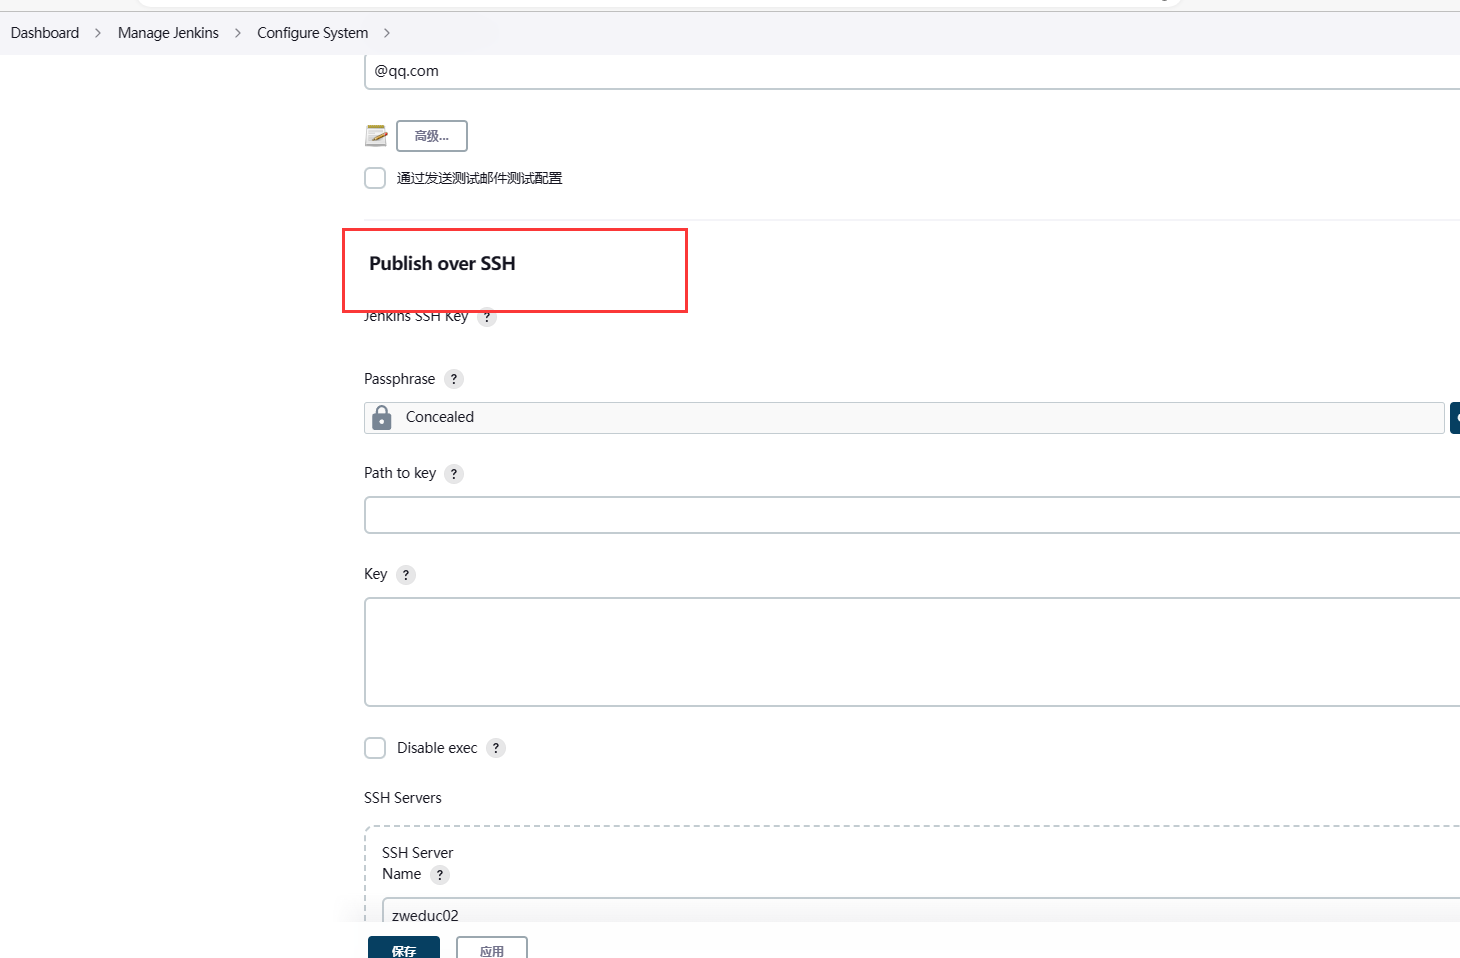 Dashboard > Manage Jenkins > Configure System >
@qq.com
高级...
通过发送测试邮件测试配置
Publish over SSH
Jenkins SSH Key ?
Passphrase ?
Concealed
Path to key ?
Key ?
Disable exec ?
SSH Servers
SSH Server
Name ?
zweduc02
保存 应用